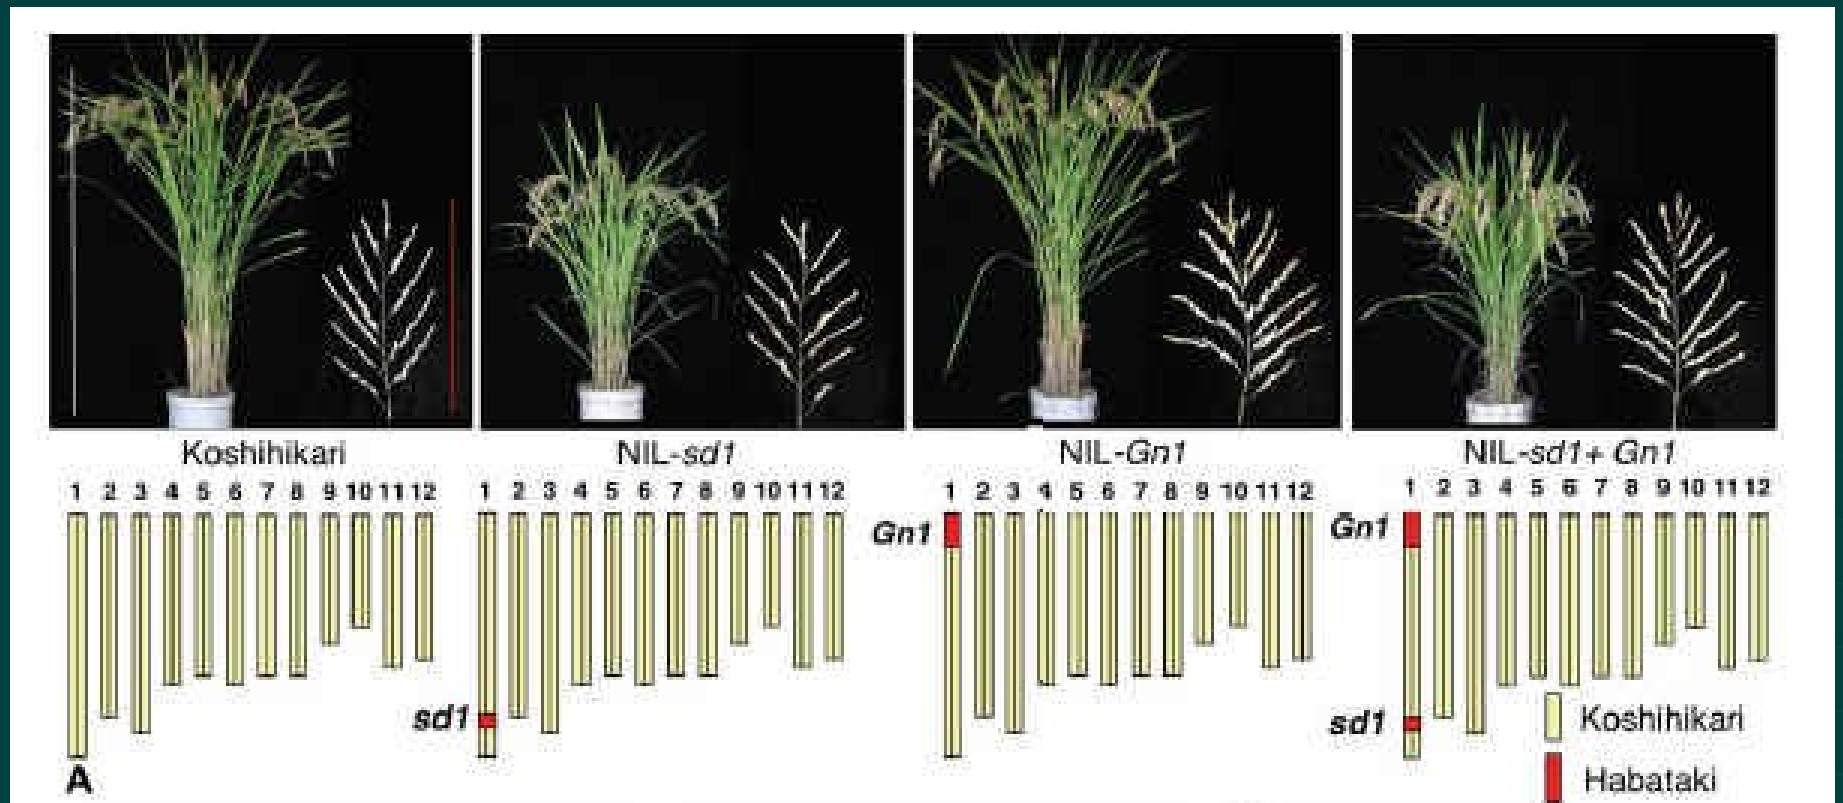 Koshihikari NIL-sd1 NIL-Gn1 NIL-sd1+ Gn1
1 2 3 4 5 6 7 8 9 10 11 12 1 2 3 4 5 6 7 8 9 10 11 12 1 2 3 4 5 6 7 8 9 10 11 12 1 2 3 4 5 6 7 8 9 10 11 12
Gn1 Gn1
sd1 sd1 Koshihikari
A Habataki